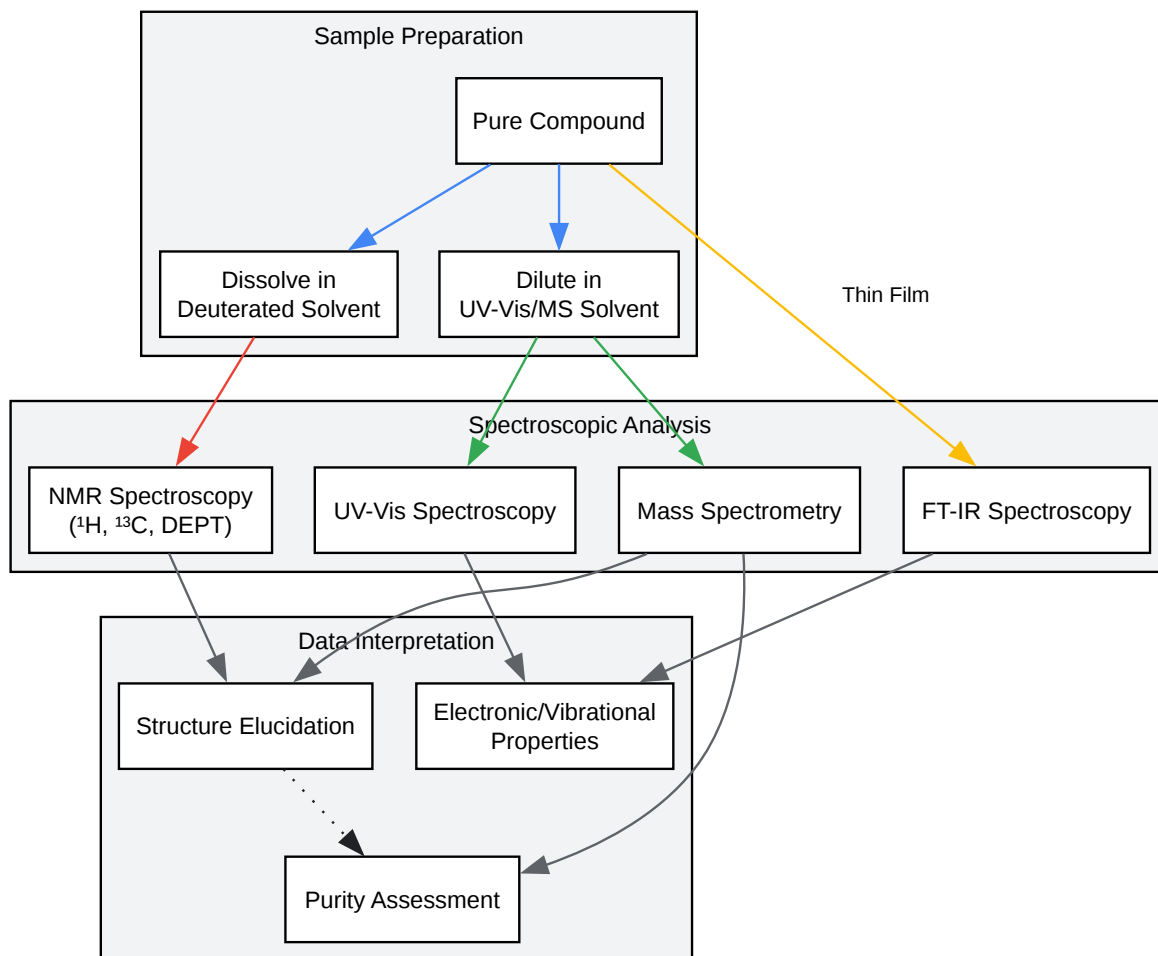 Sample Preparation
Pure Compound
Dissolve in
Deuterated Solvent
Dilute in
UV-Vis/MS Solvent
Thin Film
Spectroscopic Analysis
NMR Spectroscopy
(¹H, ¹³C, DEPT)
UV-Vis Spectroscopy
Mass Spectrometry
FT-IR Spectroscopy
Data Interpretation
Structure Elucidation
Electronic/Vibrational
Properties
Purity Assessment